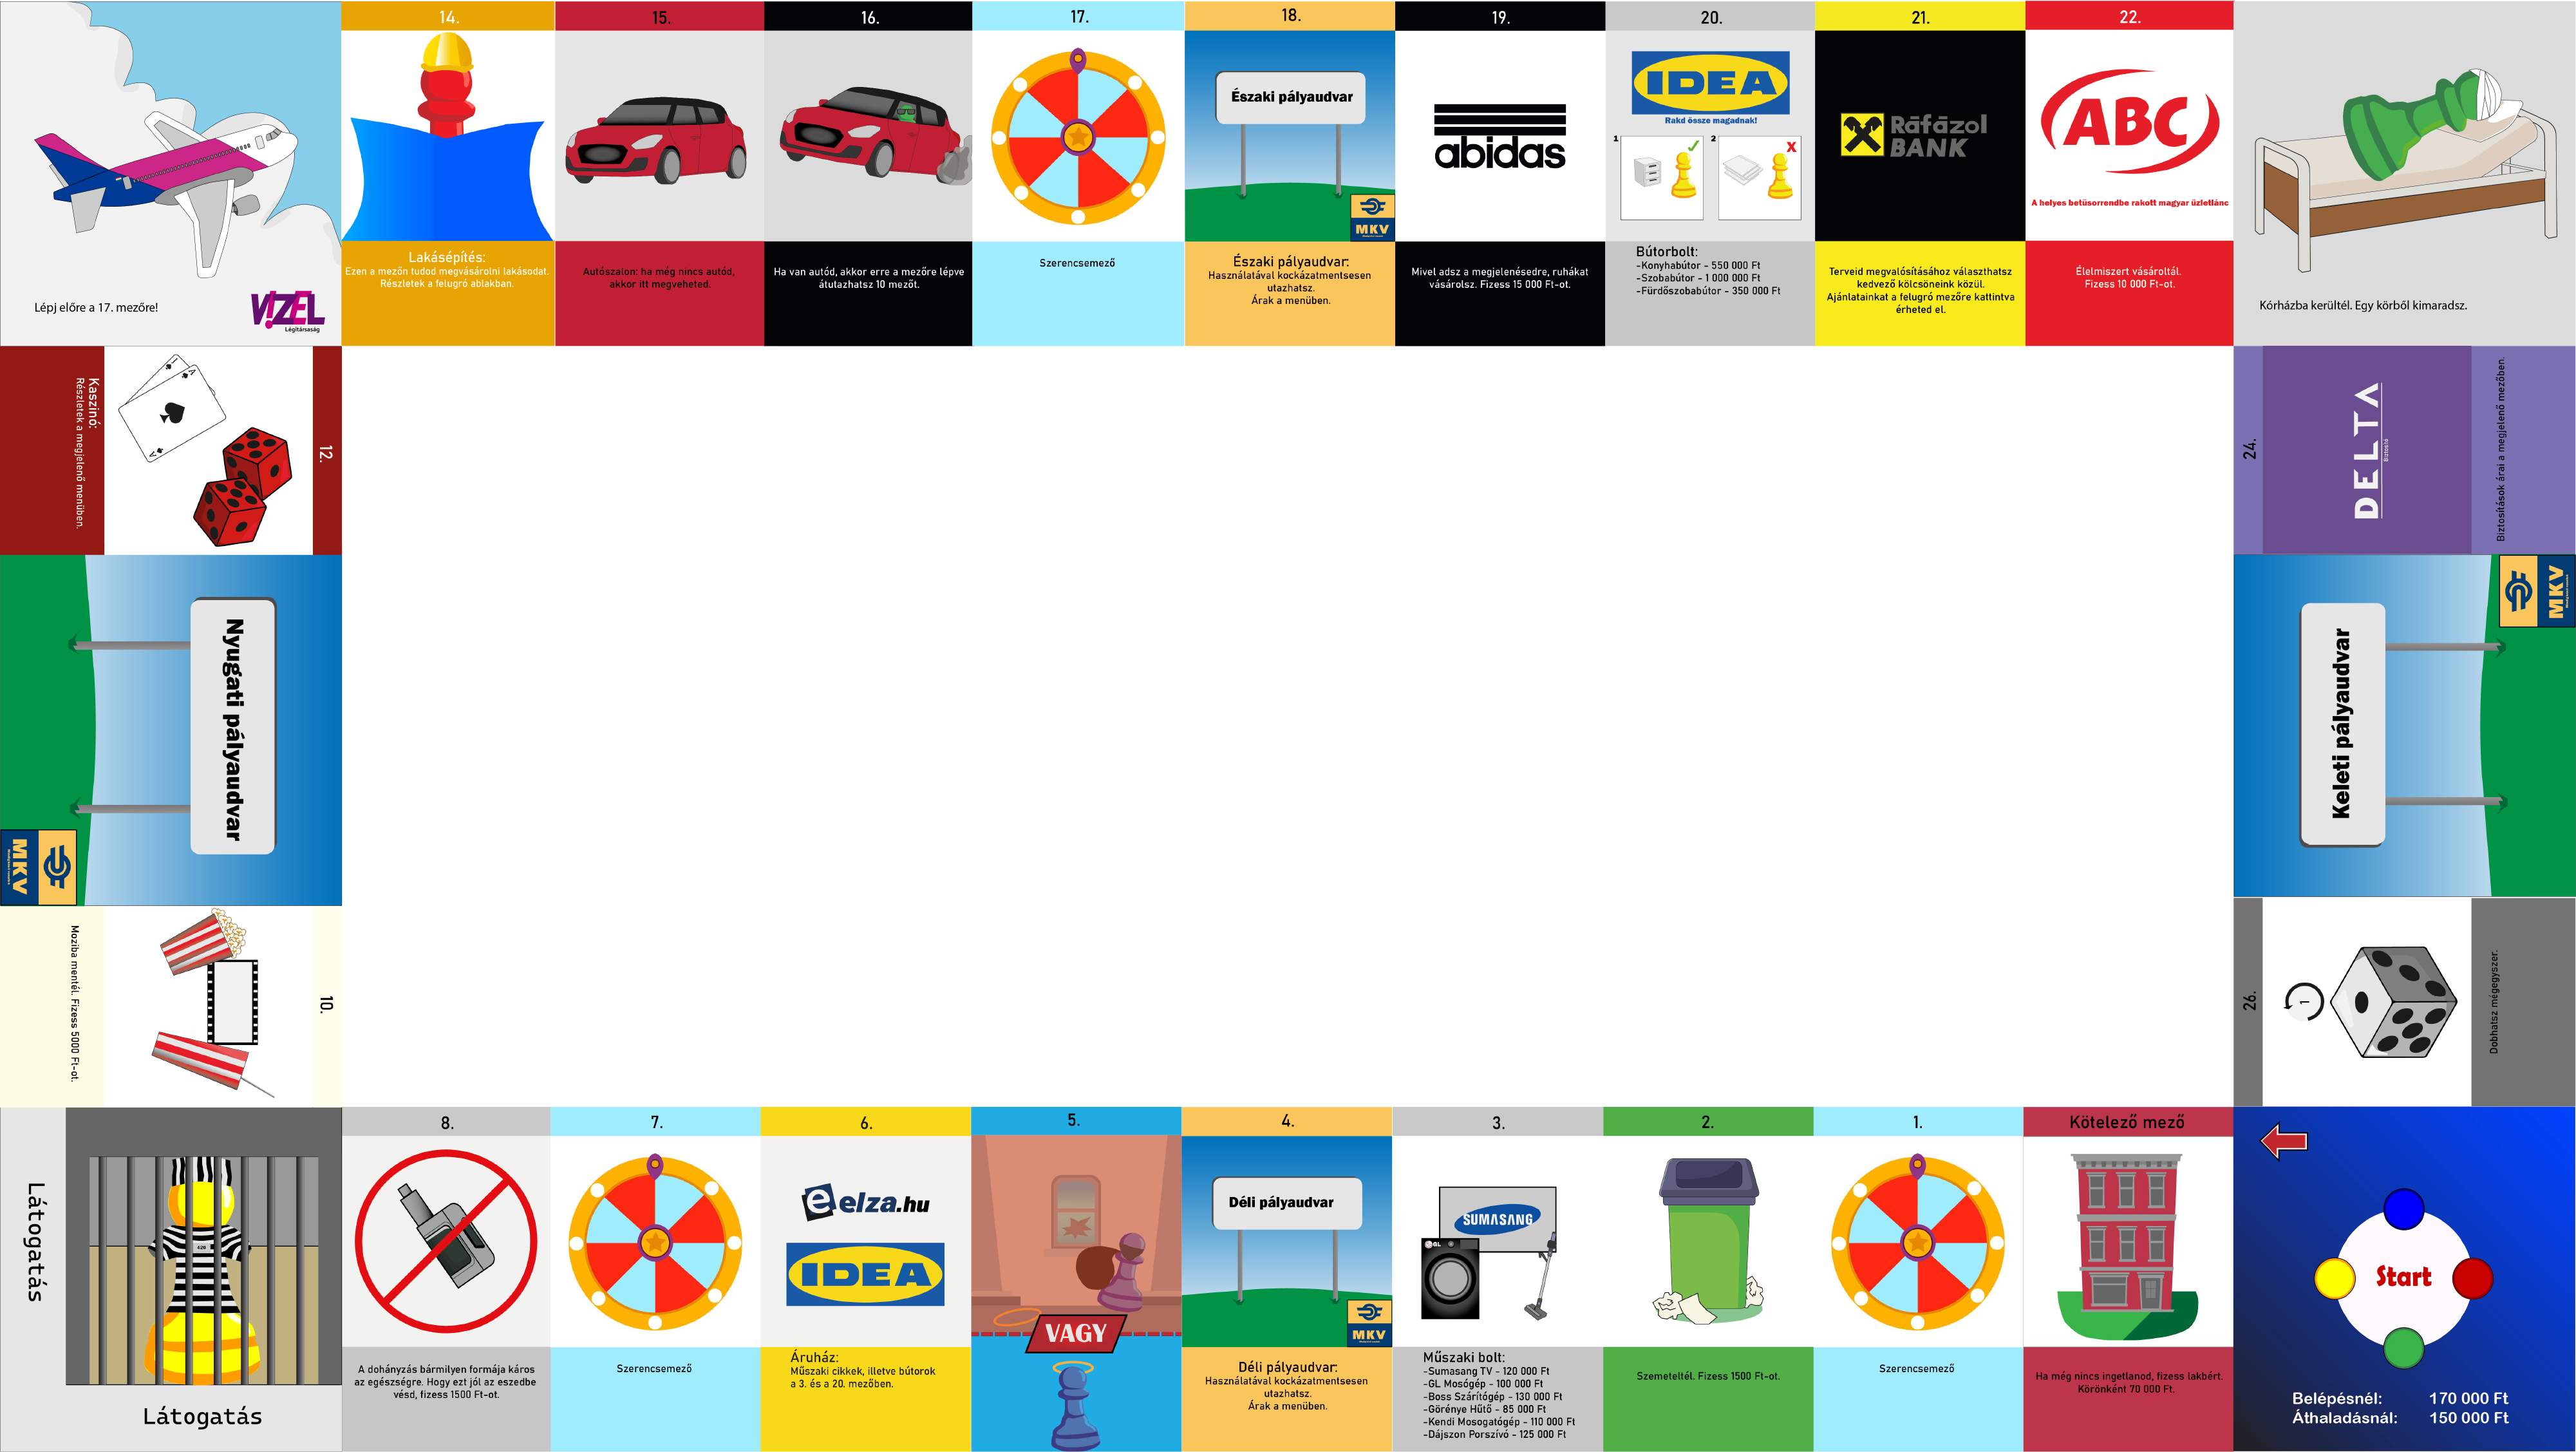 14.
15.
16.
17.
18.
19.
20.
21.
22.
Lépj előre a 17. mezőre!
VIZEL
Légitársaság
Lakásépítés:
Ezen a mezőn tudod megvásárolni lakásodat.
Részletek a felugró ablakban.
Autószalon: ha még nincs autód,
akkor itt megveheted.
Ha van autód, akkor erre a mezőre lépve
átutazhatsz 10 mezőt.
Szerencsemező
Északi pályaudvar
MKV
Északi pályaudvar:
Használatával kockázatmentsesen
utazhatsz.
Árak a menüben.
abidas
Mivel adsz a megjelenésedre, ruhákat
vásárolsz. Fizess 15 000 Ft-ot.
IDEA
Rakd össze magadnak!
1
2
Bútorbolt:
-Konyhabútor - 550 000 Ft
-Szobabútor - 1 000 000 Ft
-Fürdőszobabútor - 350 000 Ft
Ráfázol
BANK
Terveid megvalósításához választhatsz
kedvező kölcsöneink közül.
Ajánlatainkat a felugró mezőre kattintva
érheted el.
ABC
A helyes betűsorrendbe rakott magyar üzletlánc
Élelmiszert vásároltál.
Fizess 10 000 Ft-ot.
Kórházba kerültél. Egy körből kimaradsz.
12.
Kaszinó:
Részletek a megjelenő menüben.
A
A
24.
DELTA
Biztosító
Biztosítások árai a megjelenő mezőben.
Nyugati pályaudvar
MKV
Keleti pályaudvar
MKV
10.
Moziba mentél. Fizess 5000 Ft-ot.
26.
1
Dobhatsz mégegyszer.
Látogatás
Látogatás
8.
A dohányzás bármilyen formája káros
az egészségre. Hogy ezt jól az eszedbe
vésd, fizess 1500 Ft-ot.
7.
Szerencsemező
6.
e elza.hu
IDEA
Áruház:
Műszaki cikkek, illetve bútorok
a 3. és a 20. mezőben.
5.
VAGY
4.
Déli pályaudvar
MKV
Déli pályaudvar:
Használatával kockázatmentsesen
utazhatsz.
Árak a menüben.
3.
SUMASANG
GL
Műszaki bolt:
-Sumasang TV - 120 000 Ft
-GL Mosógép - 100 000 Ft
-Boss Szárítógép - 130 000 Ft
-Görénye Hűtő - 85 000 Ft
-Kendi Mosogatógép - 110 000 Ft
-Dájszon Porszívó - 125 000 Ft
2.
Szemeteltél. Fizess 1500 Ft-ot.
1.
Szerencsemező
Kötelező mező
Ha még nincs ingetlanod, fizess lakbért.
Körönként 70 000 Ft.
Start
Belépésnél: 170 000 Ft
Áthaladásnál: 150 000 Ft